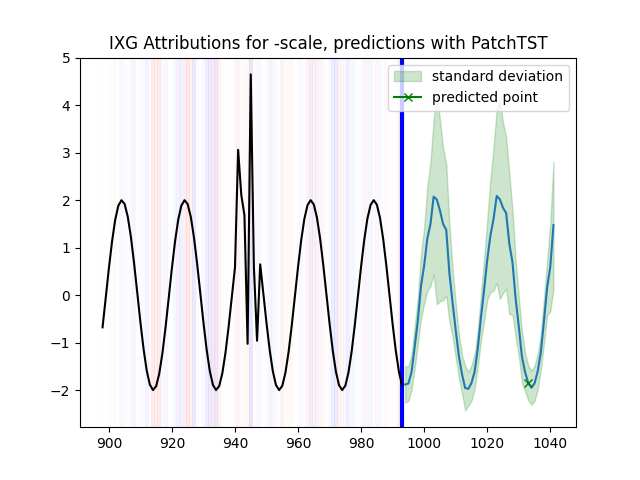 IXG Attributions for -scale, predictions with PatchTST
5
4
3
2
1
0
−1
−2
standard deviation
predicted point
900 920 940 960 980 1000 1020 1040